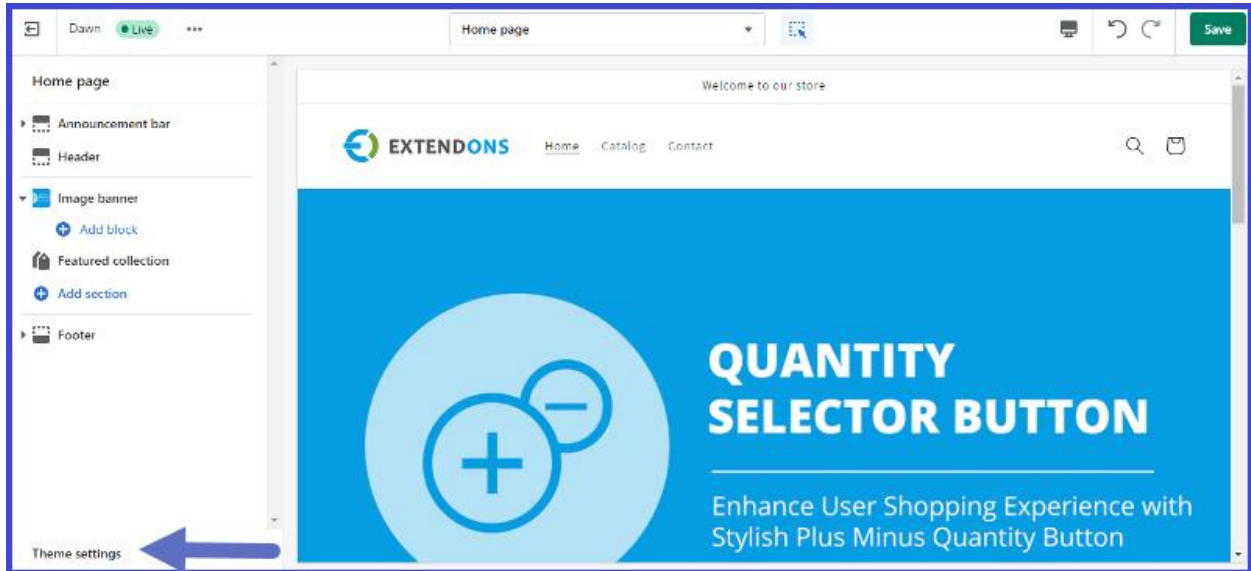 Dawn Live •••
Home page
Save
Home page
Announcement bar
Header
Image banner
Add block
Featured collection
Add section
Footer
Theme settings
Welcome to our store
EXTENDONS Home Catalog Contact
QUANTITY
SELECTOR BUTTON
Enhance User Shopping Experience with
Stylish Plus Minus Quantity Button